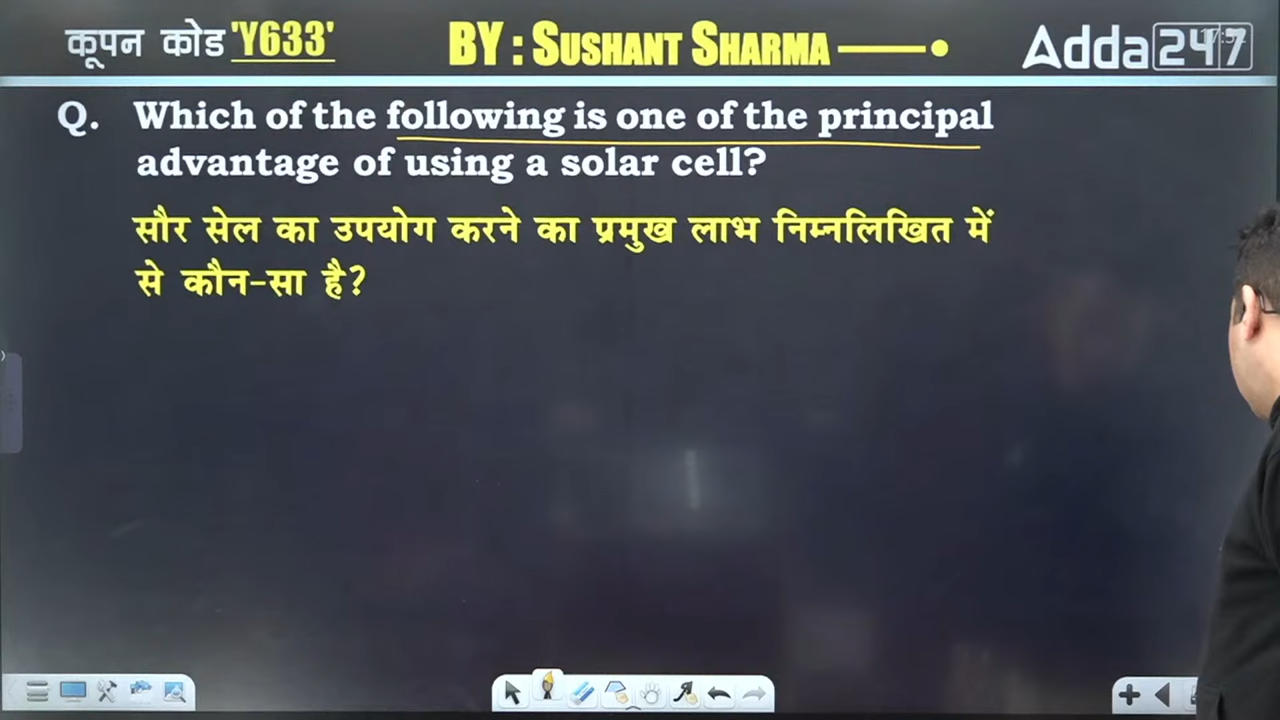 कूपन कोड 'Y633' BY : SUSHANT SHARMA Adda247
Q. Which of the following is one of the principal
advantage of using a solar cell?
सौर सेल का उपयोग करने का प्रमुख लाभ निम्नलिखित में
से कौन-सा है?